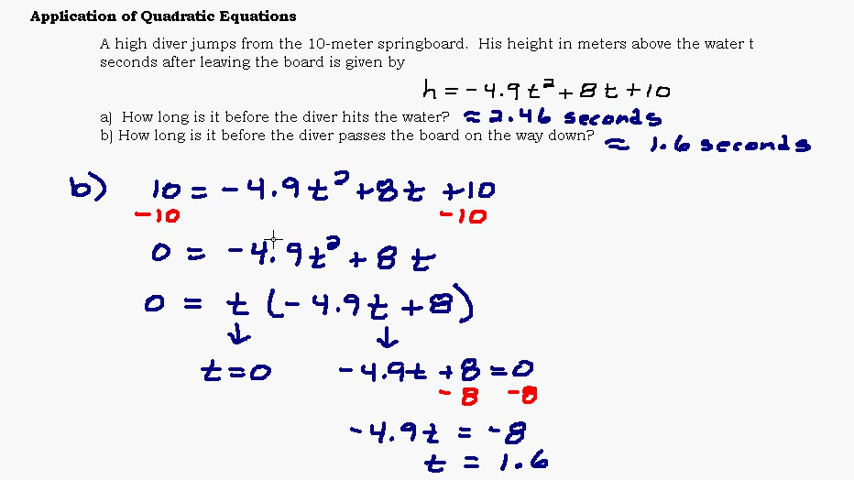 Application of Quadratic Equations
A high diver jumps from the 10-meter springboard. His height in meters above the water t
seconds after leaving the board is given by
h = -4.9t² + 8t + 10
a) How long is it before the diver hits the water? ≈ 2.46 seconds
b) How long is it before the diver passes the board on the way down? ≈ 1.6 seconds
b) 10 = -4.9t² + 8t + 10
-10 -10
0 = -4.9t² + 8t
0 = t (-4.9t + 8)
↓ ↓
t = 0 -4.9t + 8 = 0
-8 -8
-4.9t = -8
t = 1.6